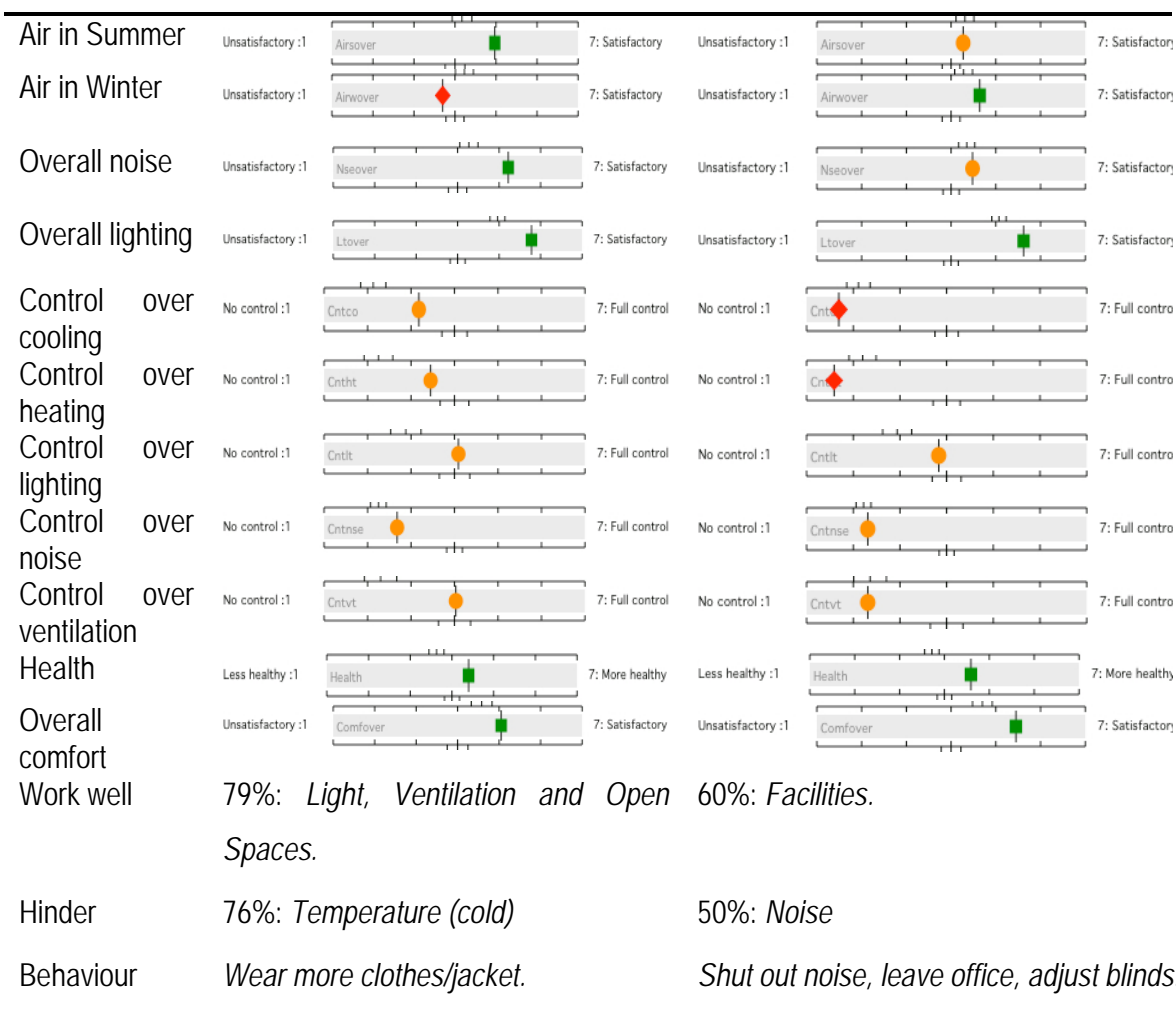 Air in Summer Unsatisfactory :1 Airsover 7: Satisfactory Unsatisfactory :1 Airsover 7: Satisfactory
Air in Winter Unsatisfactory :1 Airwover 7: Satisfactory Unsatisfactory :1 Airwover 7: Satisfactory
Overall noise Unsatisfactory :1 Nseover 7: Satisfactory Unsatisfactory :1 Nseover 7: Satisfactory
Overall lighting Unsatisfactory :1 Ltover 7: Satisfactory Unsatisfactory :1 Ltover 7: Satisfactory
Control over
cooling No control :1 Cntco 7: Full control No control :1 7: Full contro
Control over
heating No control :1 Cntht 7: Full control No control :1 7: Full contro
Control over
lighting No control :1 Cntlt 7: Full control No control :1 Cntlt 7: Full contro
Control over
noise No control :1 Cntnse 7: Full control No control :1 Cntnse 7: Full contro
Control over
ventilation No control :1 Cntvt 7: Full control No control :1 Cntvt 7: Full contro
Health Less healthy :1 Health 7: More healthy Less healthy :1 Health 7: More healthy
Overall
comfort Unsatisfactory :1 Comfover 7: Satisfactory Unsatisfactory :1 Comfover 7: Satisfactory
Work well 79%: Light, Ventilation and Open 60%: Facilities.
Spaces.
Hinder 76%: Temperature (cold) 50%: Noise
Behaviour Wear more clothes/jacket. Shut out noise, leave office, adjust blinds